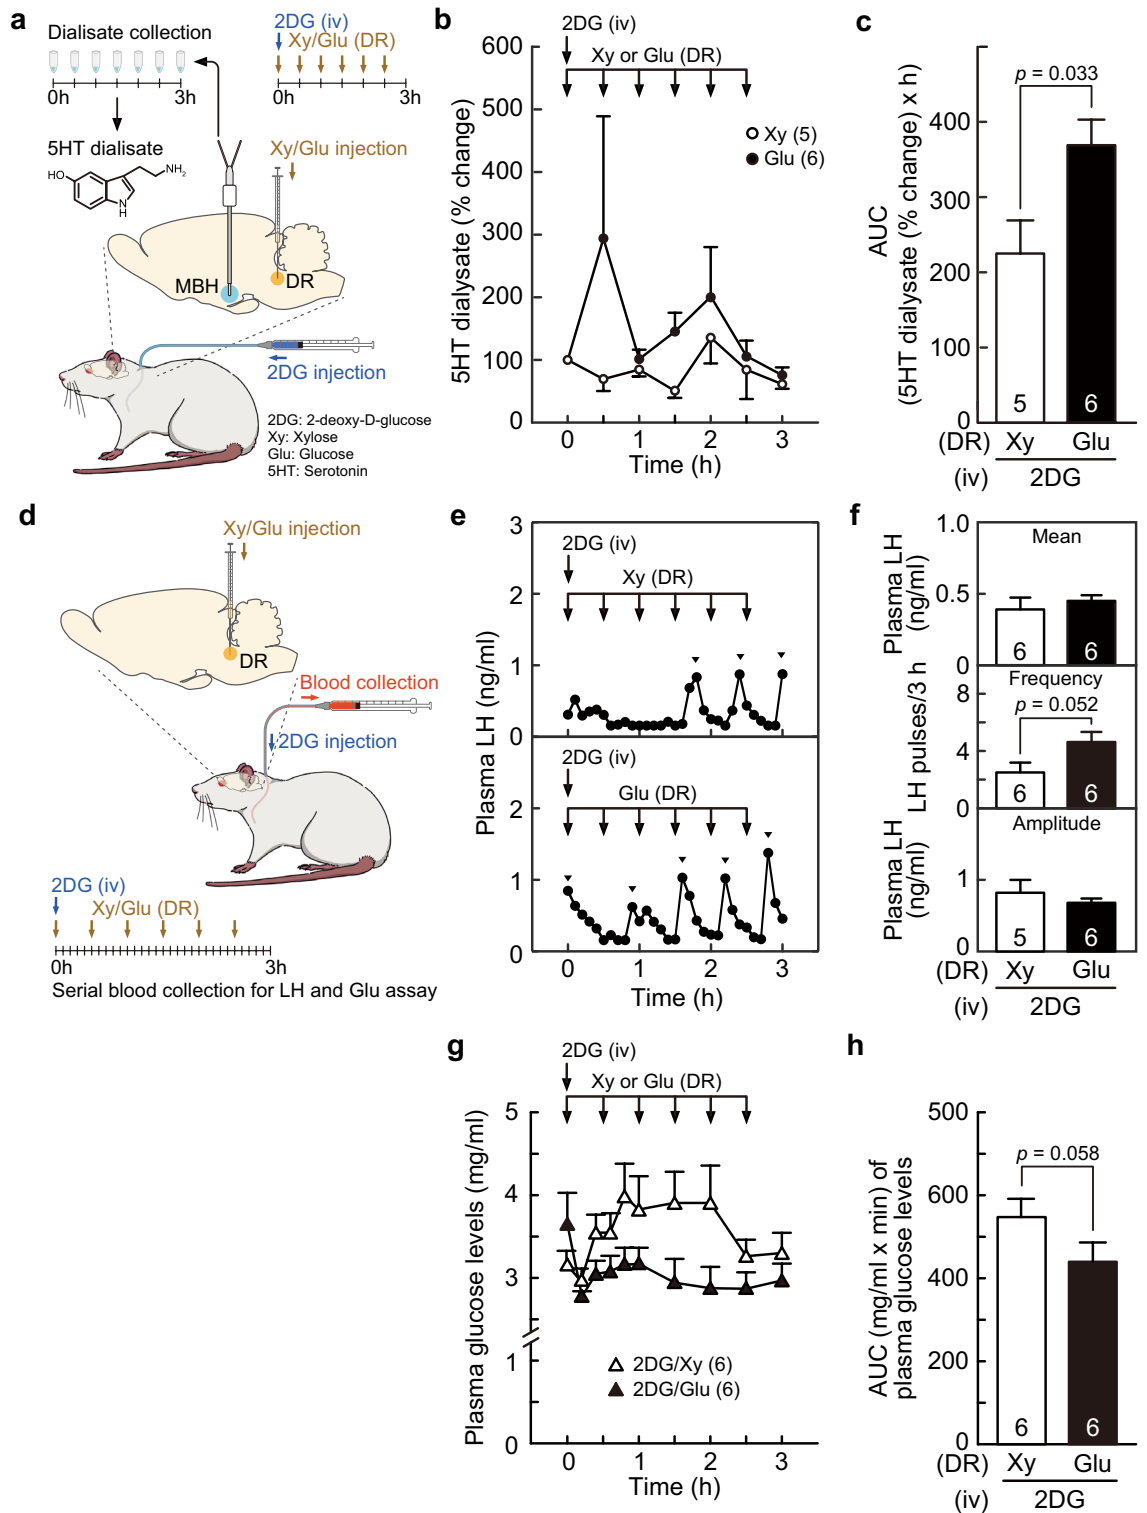 a
Dialisate collection
0h
3h
5HT dialisate
HO
NH₂
N
H
2DG (iv)
Xy/Glu (DR)
0h
3h
Xy/Glu injection
MBH
DR
2DG injection
2DG: 2-deoxy-D-glucose
Xy: Xylose
Glu: Glucose
5HT: Serotonin
b
2DG (iv)
Xy or Glu (DR)
Xy (5)
Glu (6)
5HT dialysate (% change)
600
500
400
300
200
100
0
0 1 2 3
Time (h)
c
p = 0.033
AUC
(5HT dialysate (% change) x h)
400
300
200
100
0
5 6
(DR) Xy Glu
(iv) 2DG
d
Xy/Glu injection
DR
Blood collection
2DG injection
2DG (iv)
Xy/Glu (DR)
0h 3h
Serial blood collection for LH and Glu assay
e
2DG (iv)
Xy (DR)
3
2
1
0
2DG (iv)
Glu (DR)
2
1
0
Plasma LH (ng/ml)
0 1 2 3
Time (h)
f
Mean
Plasma LH
(ng/ml)
1.0
0.5
0
6 6
Frequency
p = 0.052
LH pulses/3 h
8
4
0
6 6
Amplitude
Plasma LH
(ng/ml)
1
0
5 6
(DR) Xy Glu
(iv) 2DG
g
2DG (iv)
Xy or Glu (DR)
Plasma glucose levels (mg/ml)
5
4
3
1
0
2DG/Xy (6)
2DG/Glu (6)
0 1 2 3
Time (h)
h
p = 0.058
AUC (mg/ml x min) of
plasma glucose levels
500
600
400
200
0
6 6
(DR) Xy Glu
(iv) 2DG